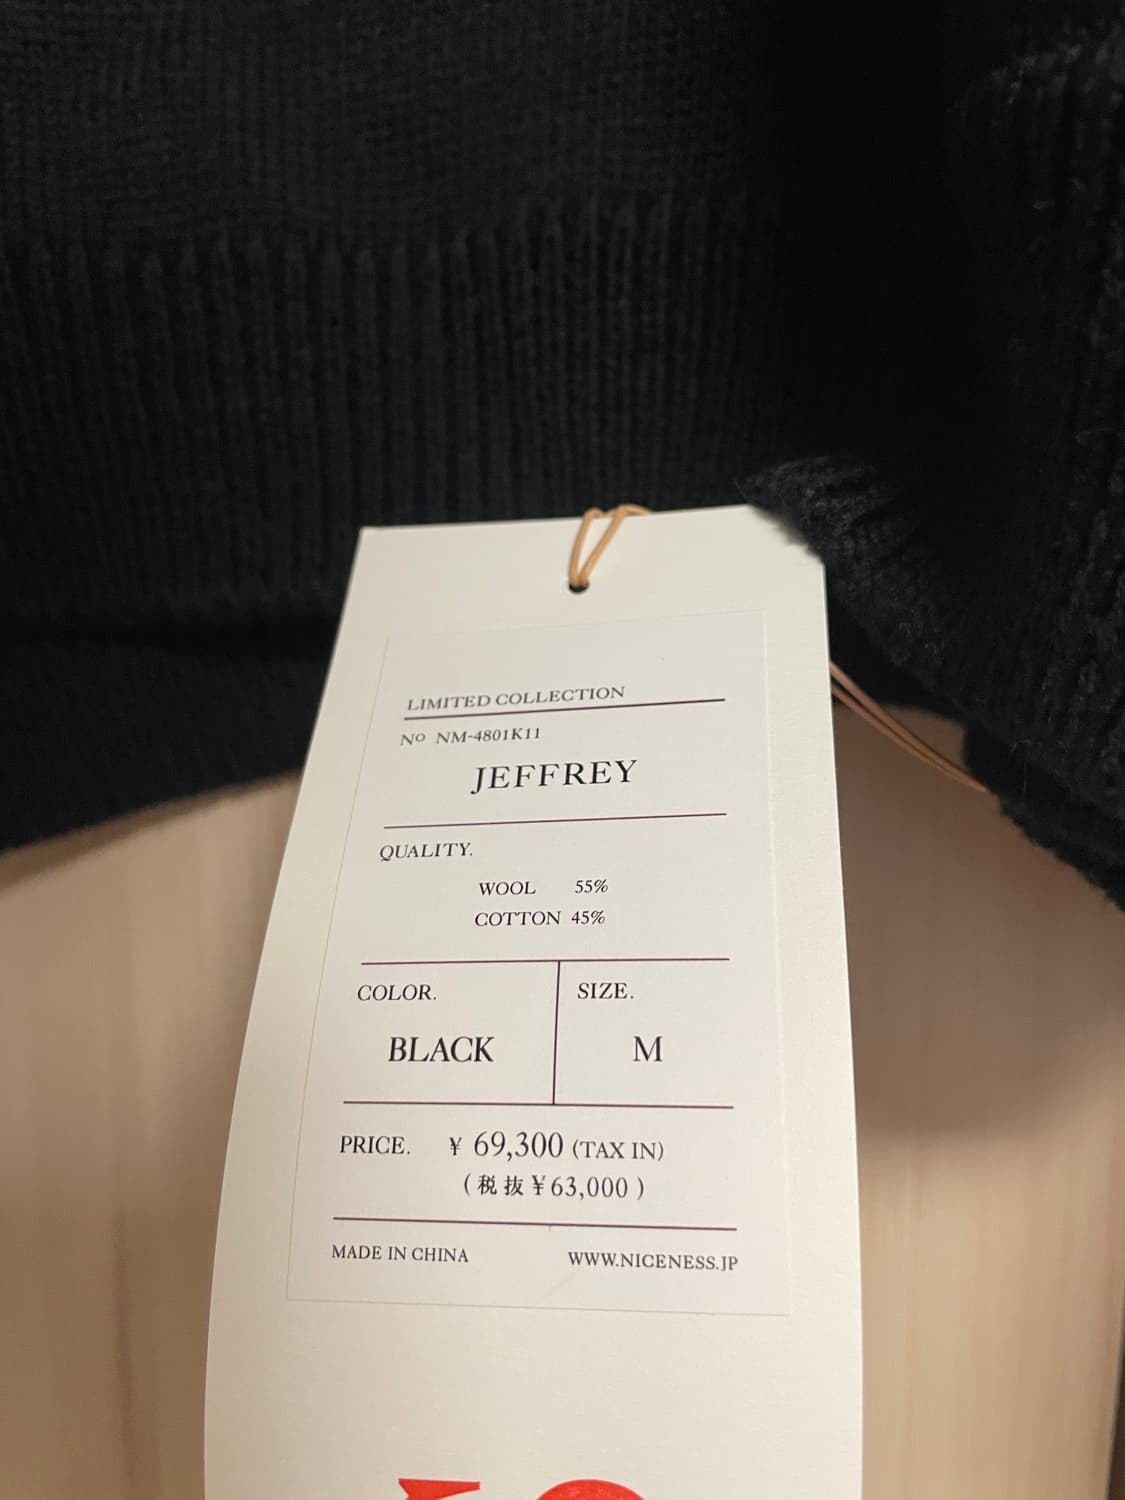 LIMITED COLLECTION
No NM-4801K11
JEFFREY
QUALITY.
WOOL 55%
COTTON 45%
COLOR. SIZE.
BLACK M
PRICE. ¥ 69,300 (TAX IN)
(税抜¥63,000)
MADE IN CHINA WWW.NICENESS.JP